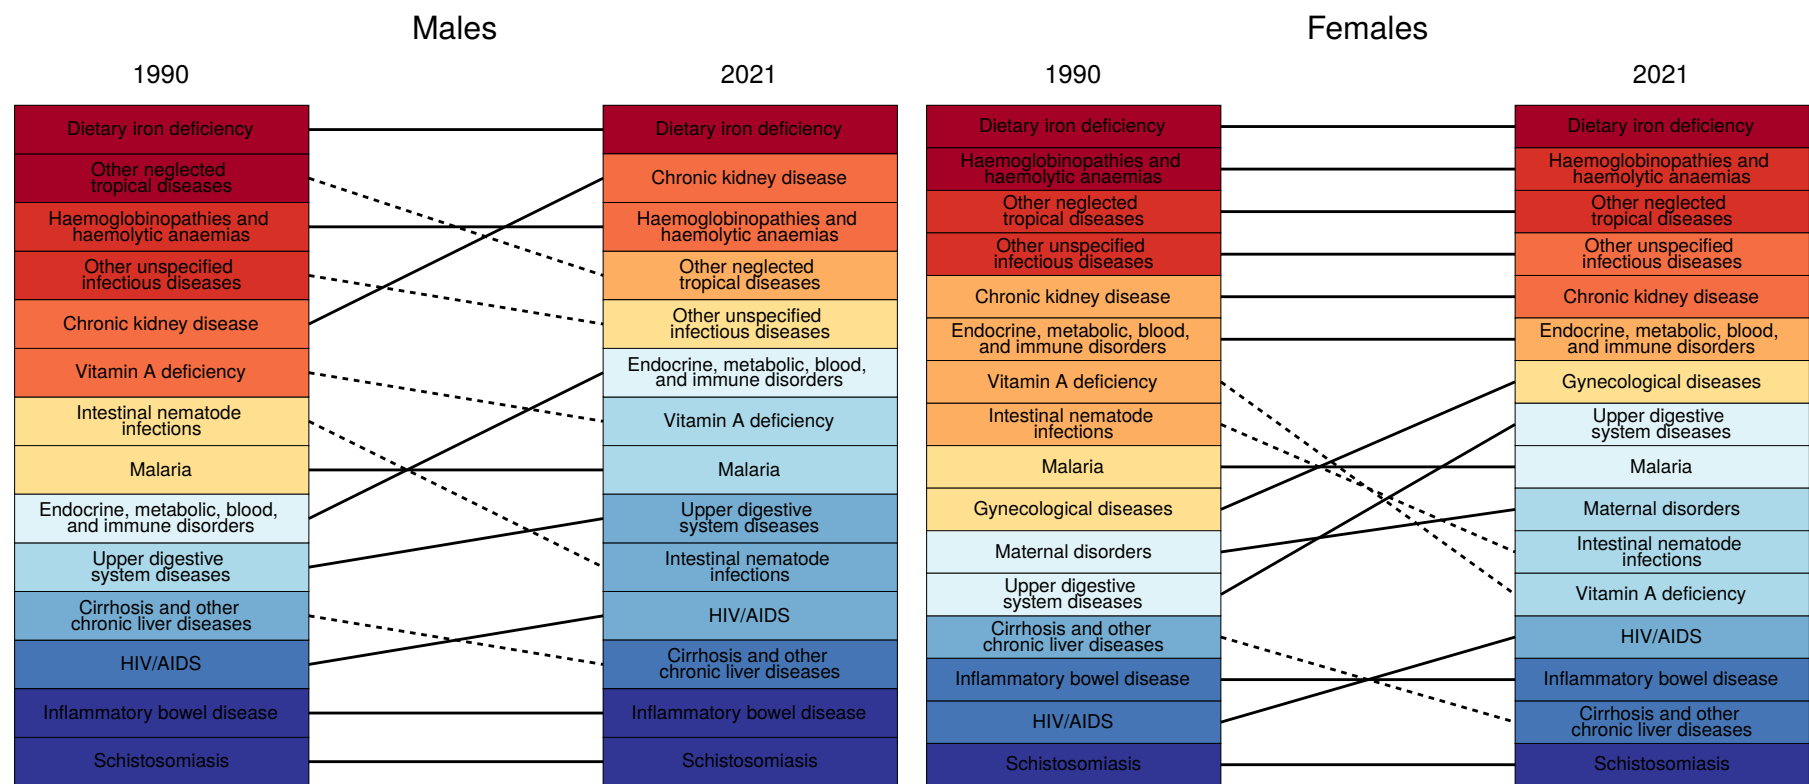 Males
1990
2021
Dietary iron deficiency
Other neglected
tropical diseases
Haemoglobinopathies and
haemolytic anaemias
Other unspecified
infectious diseases
Chronic kidney disease
Vitamin A deficiency
Intestinal nematode
infections
Malaria
Endocrine, metabolic, blood,
and immune disorders
Upper digestive
system diseases
Cirrhosis and other
chronic liver diseases
HIV/AIDS
Inflammatory bowel disease
Schistosomiasis
Dietary iron deficiency
Chronic kidney disease
Haemoglobinopathies and
haemolytic anaemias
Other neglected
tropical diseases
Other unspecified
infectious diseases
Endocrine, metabolic, blood,
and immune disorders
Vitamin A deficiency
Malaria
Upper digestive
system diseases
Intestinal nematode
infections
HIV/AIDS
Cirrhosis and other
chronic liver diseases
Inflammatory bowel disease
Schistosomiasis
Females
1990
2021
Dietary iron deficiency
Haemoglobinopathies and
haemolytic anaemias
Other neglected
tropical diseases
Other unspecified
infectious diseases
Chronic kidney disease
Endocrine, metabolic, blood,
and immune disorders
Vitamin A deficiency
Intestinal nematode
infections
Malaria
Gynecological diseases
Maternal disorders
Upper digestive
system diseases
Cirrhosis and other
chronic liver diseases
Inflammatory bowel disease
HIV/AIDS
Schistosomiasis
Dietary iron deficiency
Haemoglobinopathies and
haemolytic anaemias
Other neglected
tropical diseases
Other unspecified
infectious diseases
Chronic kidney disease
Endocrine, metabolic, blood,
and immune disorders
Gynecological diseases
Upper digestive
system diseases
Malaria
Maternal disorders
Intestinal nematode
infections
Vitamin A deficiency
HIV/AIDS
Inflammatory bowel disease
Cirrhosis and other
chronic liver diseases
Schistosomiasis